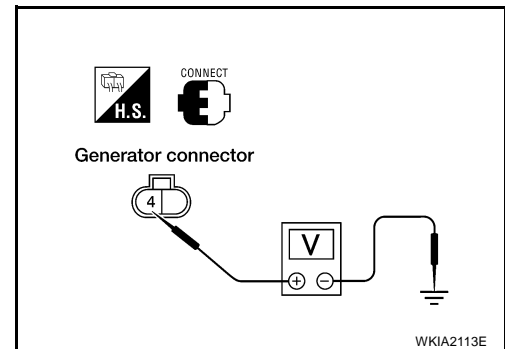 CONNECT
H.S.
Generator connector
4
V
+ −
WKIA2113E